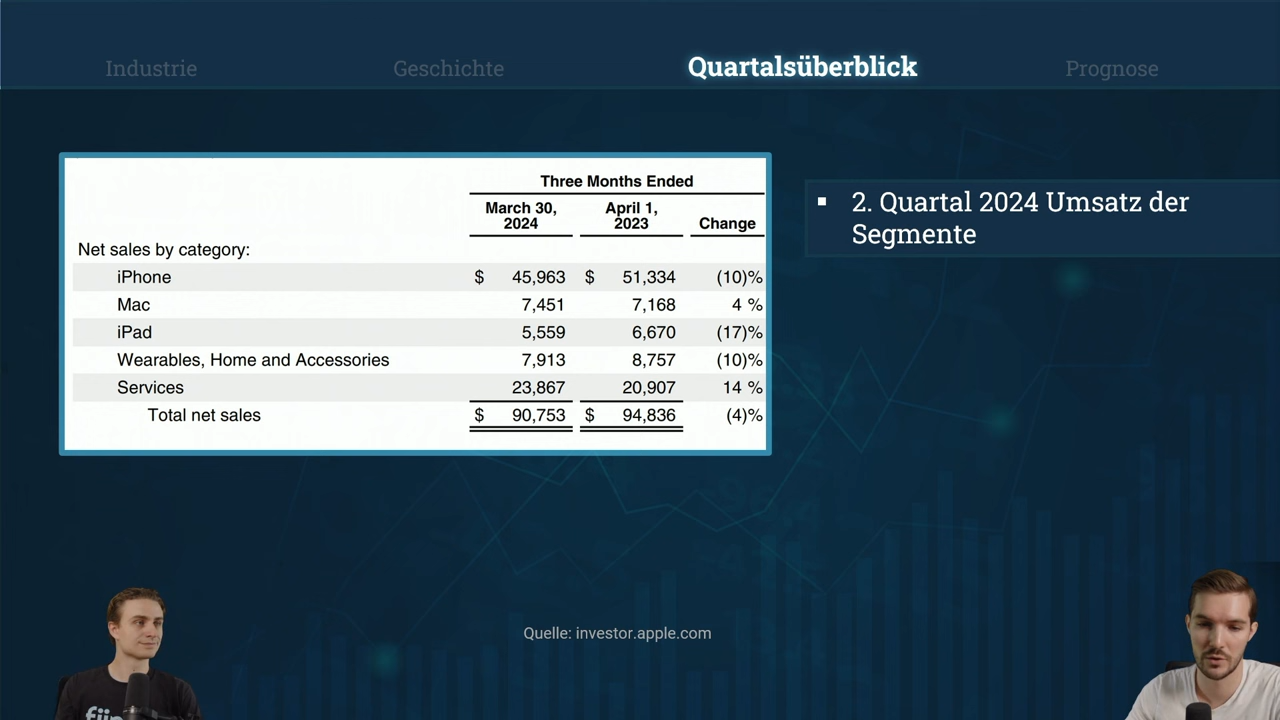 Industrie
Geschichte
Quartalsüberblick
Prognose
Three Months Ended
March 30, 2024
April 1, 2023
Change
Net sales by category:
iPhone $ 45,963 $ 51,334 (10)%
Mac 7,451 7,168 4 %
iPad 5,559 6,670 (17)%
Wearables, Home and Accessories 7,913 8,757 (10)%
Services 23,867 20,907 14 %
Total net sales $ 90,753 $ 94,836 (4)%
2. Quartal 2024 Umsatz der
Segmente
Quelle: investor.apple.com